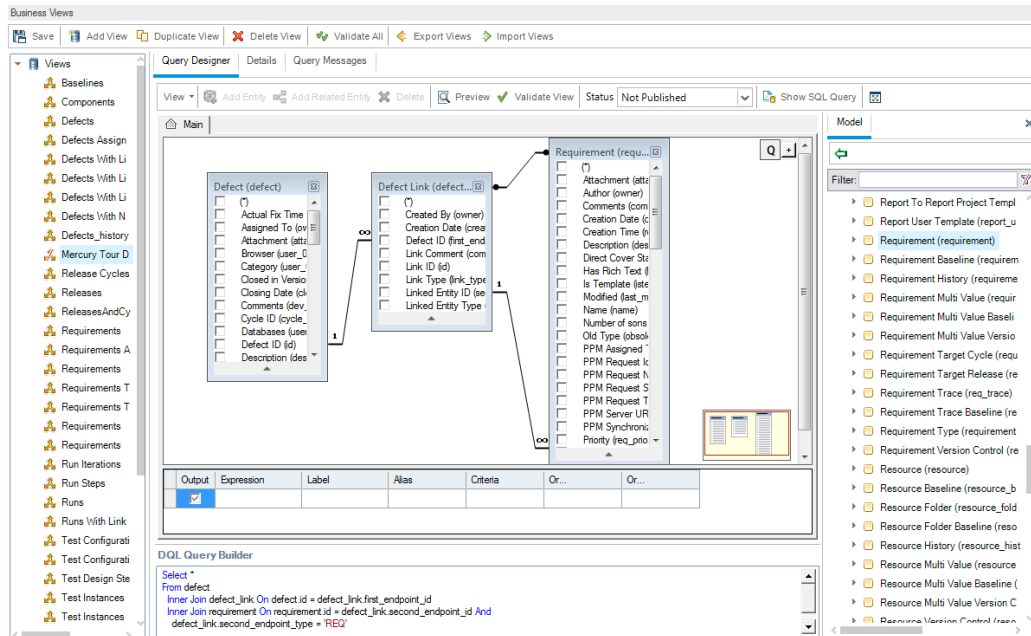 Business Views
Save Add View Duplicate View Delete View Validate All Export Views Import Views
Views
Baselines
Components
Defects
Defects Assign
Defects With Li
Defects With Li
Defects With Li
Defects With N
Defects_history
Mercury Tour D
Release Cycles
Releases
ReleasesAndCy
Requirements
Requirements A
Requirements
Requirements T
Requirements T
Requirements
Requirements
Run Iterations
Run Steps
Runs
Runs With Link
Test Configurati
Test Configurati
Test Design Ste
Test Instances
Test Instances
Query Designer Details Query Messages
View Add Entity Add Related Entity Delete Preview Validate View Status Not Published Show SQL Query
Main
Defect (defect)
(*)
Actual Fix Time
Assigned To (ov
Attachment (atta
Browser (user_0
Category (user_
Closed in Versio
Closing Date (cl
Comments (dev_
Cycle ID (cycle_
Databases (user
Defect ID (id)
Description (des
∞
1
Defect Link (defect...
(*)
Created By (owner)
Creation Date (crea
Defect ID (first_end
Link Comment (com
Link ID (id)
Link Type (link_type
Linked Entity ID (se
Linked Entity Type
1
∞
Requirement (requ...
(*)
Attachment (atta
Author (owner)
Comments (com
Creation Date (c
Creation Time (r
Description (des
Direct Cover Sta
Has Rich Text (
Is Template (iste
Modified (last_m
Name (name)
Number of sons
Old Type (obsol
PPM Assigned
PPM Request Ic
PPM Request N
PPM Request S
PPM Request T
PPM Server UR
PPM Synchroni
Priority (req_prio
Q +
Output Expression Label Alias Criteria Or... Or...
DQL Query Builder
Select *
From defect
Inner Join defect_link On defect.id = defect_link.first_endpoint_id
Inner Join requirement On requirement.id = defect_link.second_endpoint_id And
defect_link.second_endpoint_type = 'REQ'
Model
Filter:
Report To Report Project Templ
Report User Template (report_u
Requirement (requirement)
Requirement Baseline (requirem
Requirement History (requireme
Requirement Multi Value (requir
Requirement Multi Value Baseli
Requirement Multi Value Versio
Requirement Target Cycle (requ
Requirement Target Release (re
Requirement Trace (req_trace)
Requirement Trace Baseline (re
Requirement Type (requirement
Requirement Version Control (re
Resource (resource)
Resource Baseline (resource_b
Resource Folder (resource_fold
Resource Folder Baseline (reso
Resource History (resource_hist
Resource Multi Value (resource
Resource Multi Value Baseline (
Resource Multi Value Version C
Resource Version Control (reso